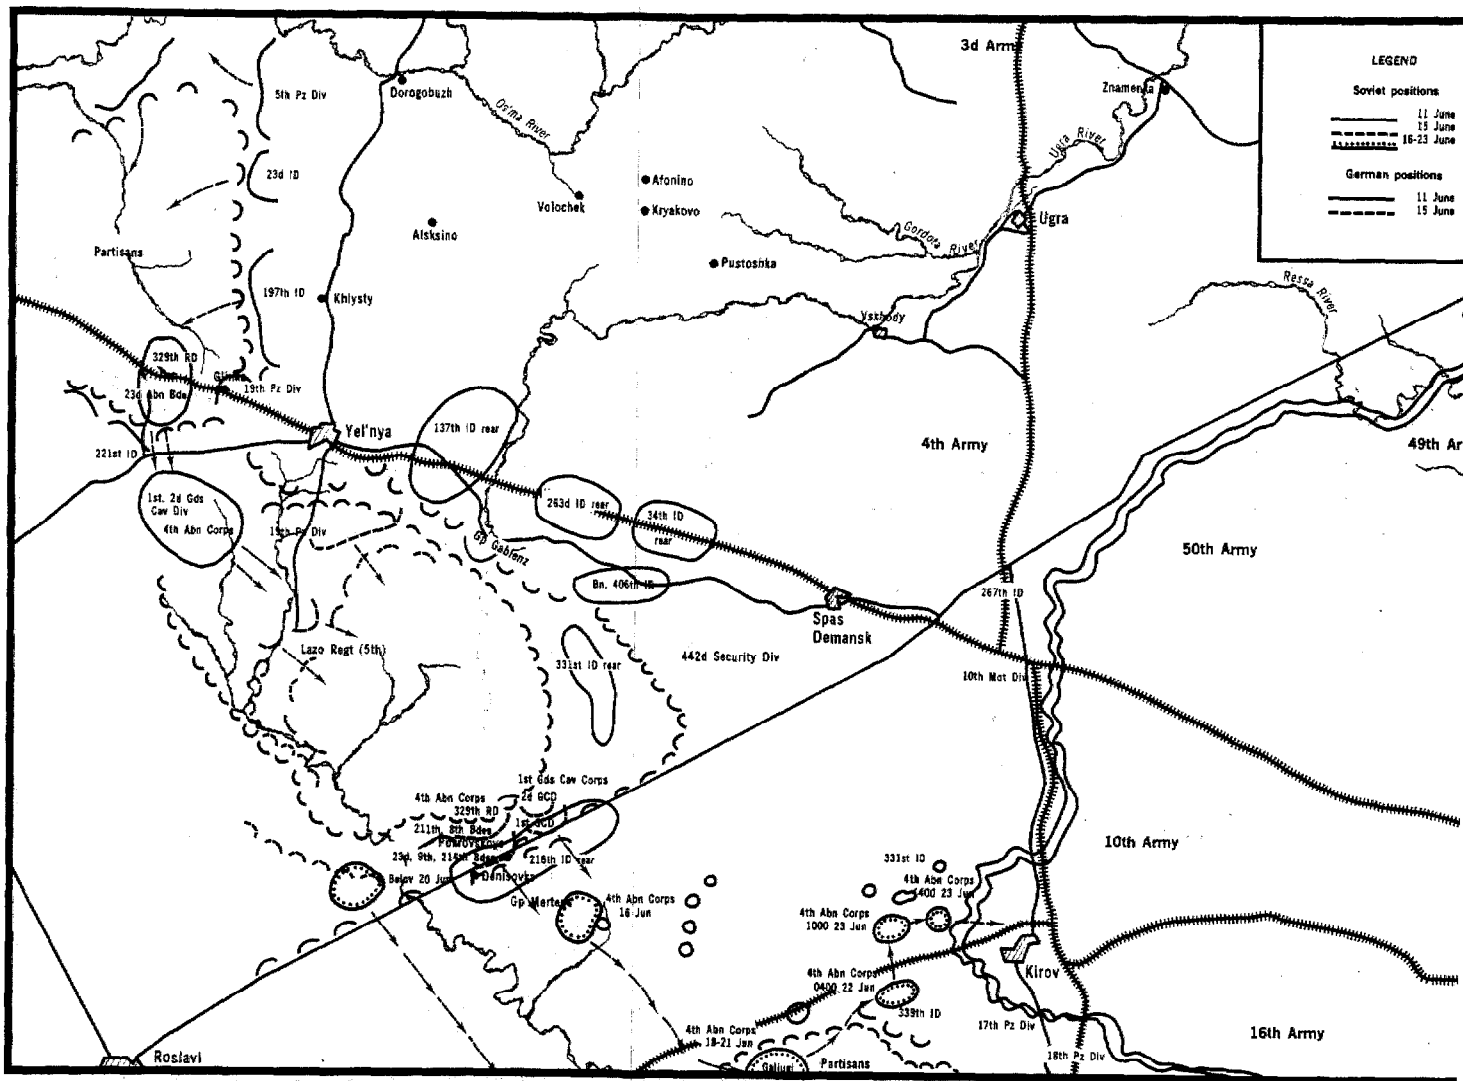 3d Arm
LEGEND
Soviet positions
11 June
15 June
16-23 June
German positions
11 June
15 June
5th Pz Div
Dorogobuzh
Os'ma River
Znamenka
Ugra River
23d ID
Afonino
Volochek
Kryakovo
Alsksino
Ugra
Gordota River
Partisans
Pustoshka
Ressa River
197th ID
Khlysty
Vskhody
329th RD
Glinka
19th Pz Div
23d Abn Bde
Yel'nya
137th ID rear
4th Army
49th Ar
221st ID
1st. 2d Gds
Cav Div
4th Abn Corps
263d ID rear
34th ID
rear
19th Pz Div
Gp Gablenz
50th Army
Bn. 406th ID
267th ID
Spas
Demansk
Lazo Regt (5th)
331st ID rear
442d Security Div
10th Mot Div
1st Gds Cav Corps
4th Abn Corps
2d GCD
329th RD
1st GCD
211th, 8th Bdes
Pokrovskoye
23d, 9th, 214th Bdes
216th ID rear
10th Army
Belov 20 Jun
Denisovka
Gp Mertens
4th Abn Corps
16 Jun
331st ID
4th Abn Corps
1400 23 Jun
4th Abn Corps
1000 23 Jun
Kirov
4th Abn Corps
0400 22 Jun
339th ID
17th Pz Div
16th Army
4th Abn Corps
18-21 Jan
18th Pz Div
Roslavl
Partisans